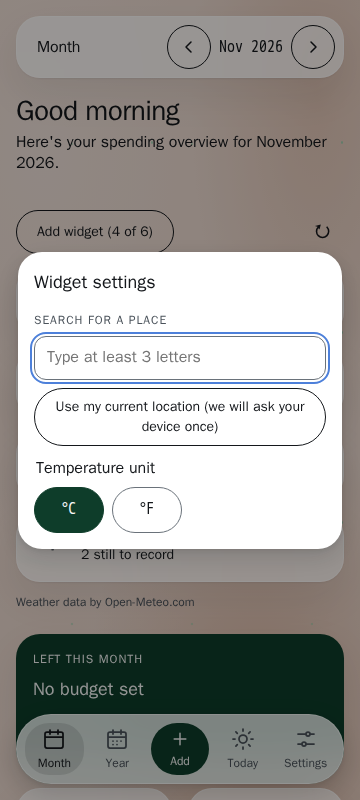 Month
Nov 2026
Good morning
Here's your spending overview for November
2026.
Add widget (4 of 6)
Widget settings
SEARCH FOR A PLACE
Type at least 3 letters
Use my current location (we will ask your
device once)
Temperature unit
°C
°F
2 still to record
Weather data by Open-Meteo.com
LEFT THIS MONTH
No budget set
Month
Year
Add
Today
Settings